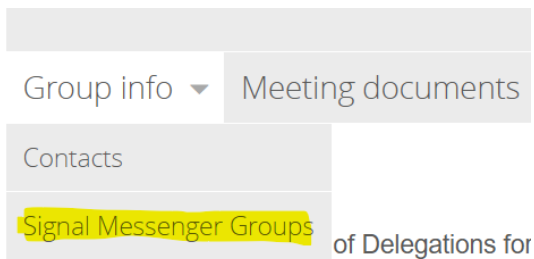 Group info Meeting documents
Contacts
Signal Messenger Groups
of Delegations for